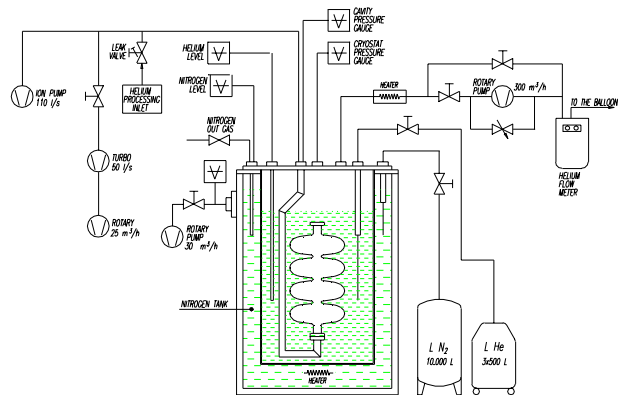 CAVITY
PRESSURE
GAUGE
LEAK
VALVE
HELIUM
LEVEL
CRYOSTAT
PRESSURE
GAUGE
NITROGEN
LEVEL
HEATER
ROTARY
PUMP
300 m³/h
ION PUMP
110 l/s
HELIUM
PROCESSING
INLET
TO THE BALLOON
NITROGEN
OUT GAS
TURBO
50 l/s
HELIUM
FLOW
METER
ROTARY
25 m³/h
ROTARY
PUMP
30 m³/h
NITROGEN TANK
L N₂
10.000 L
L He
3x500 L
HEATER